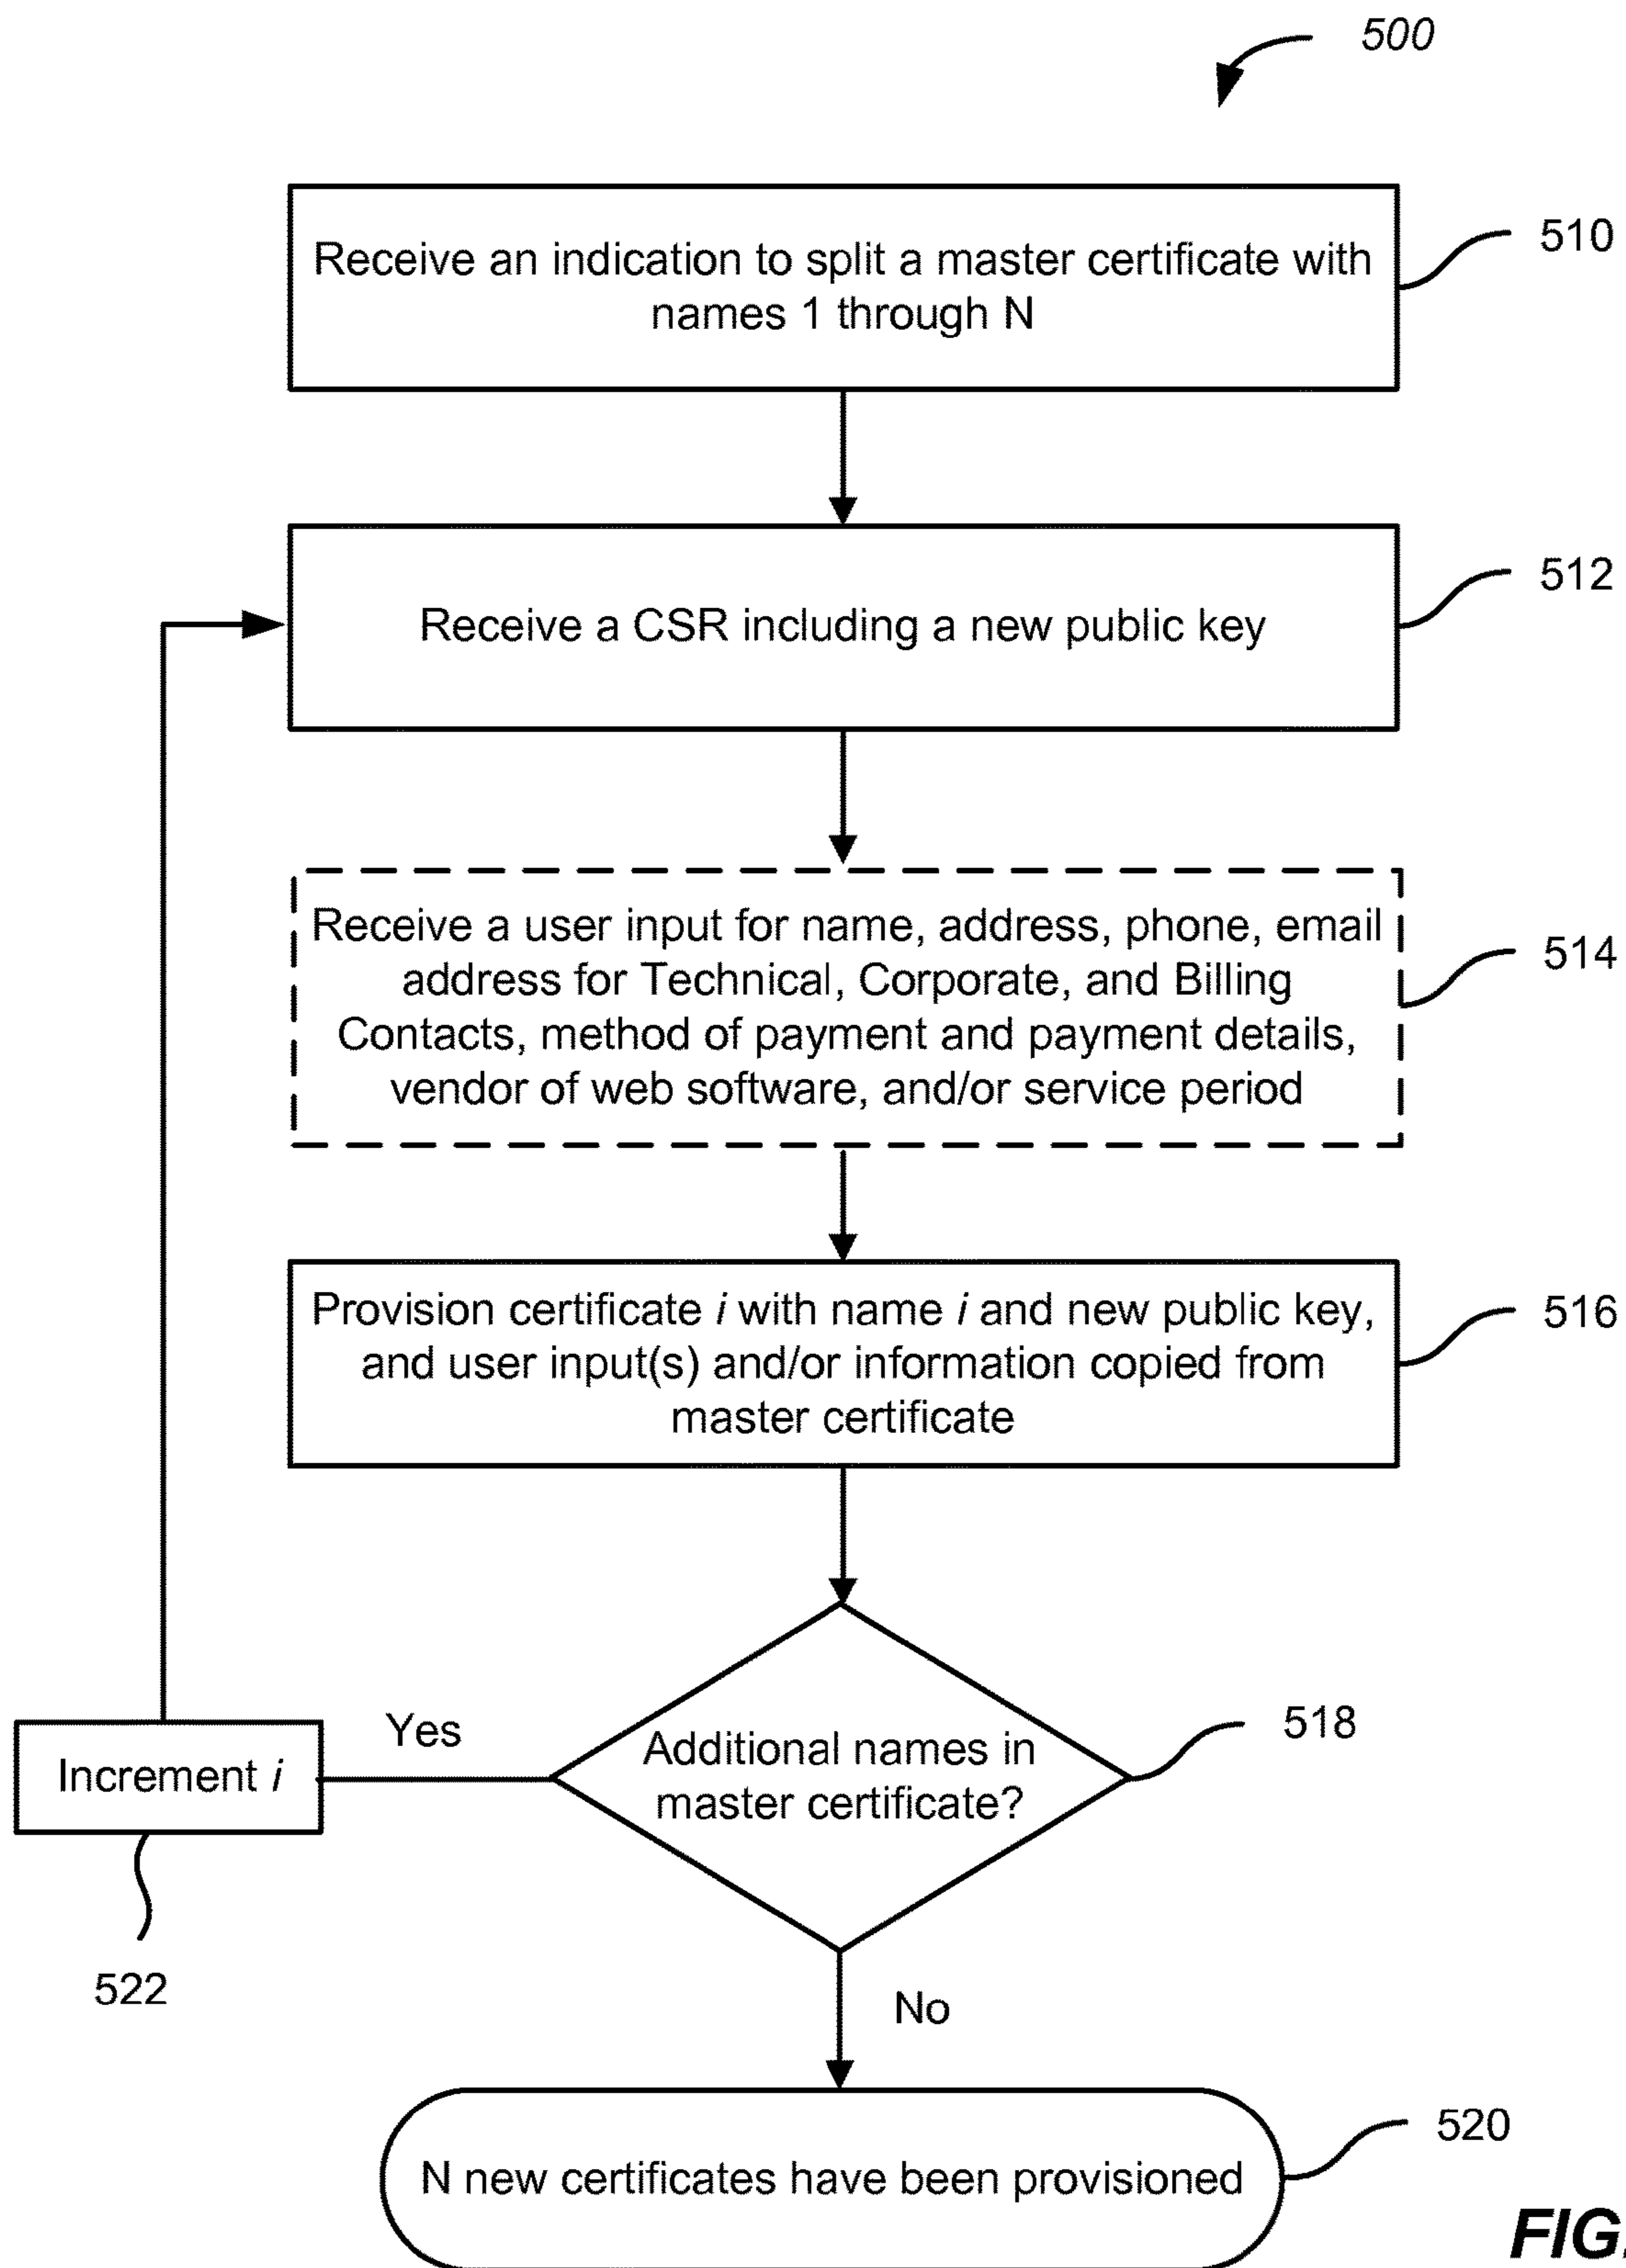 500
Receive an indication to split a master certificate with
names 1 through N
510
Receive a CSR including a new public key
512
Receive a user input for name, address, phone, email
address for Technical, Corporate, and Billing
Contacts, method of payment and payment details,
vendor of web software, and/or service period
514
Provision certificate i with name i and new public key,
and user input(s) and/or information copied from
master certificate
516
Additional names in
master certificate?
518
Yes
Increment i
522
No
N new certificates have been provisioned
520
FIG.